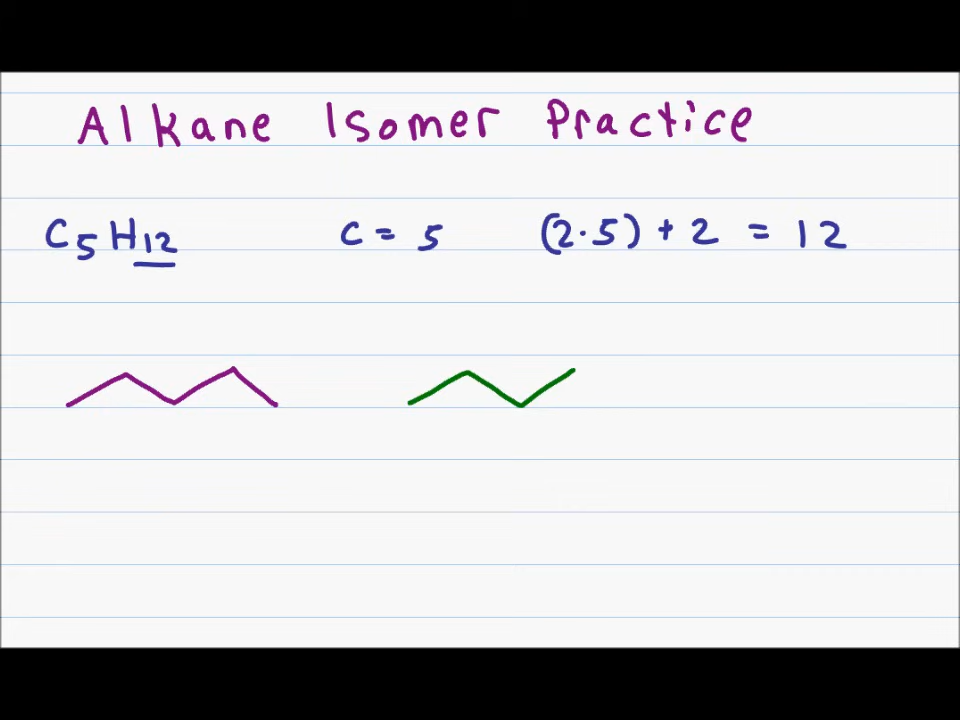 Alkane Isomer Practice
C₅H₁₂ C = 5 (2·5) + 2 = 12